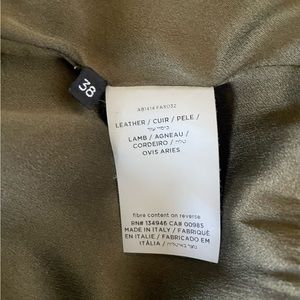 38
AB1414 FAX032
LEATHER / CUIR / PELE /
LAMB / AGNEAU /
CORDEIRO /
OVIS ARIES
fibre content on reverse
RN# 134946 CA# 00985
MADE IN ITALY / FABRIQUÉ
EN ITALIE / FABRICADO EM
ITÁLIA /